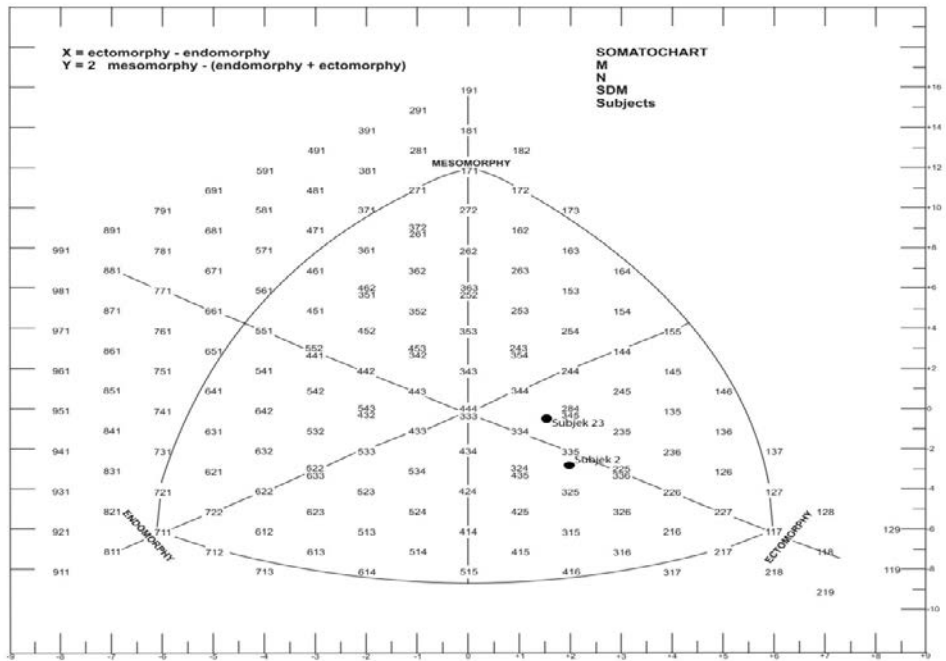 X = ectomorphy - endomorphy
Y = 2 mesomorphy - (endomorphy + ectomorphy)
SOMATOCHART
M
N
SDM
Subjects
191
291
+16
391 181
+14
491 281 182
MESOMORPHY
591 381 171
+12
691 481 271 172
791 581 371 272 173
+10
891 681 471 372 162
261
991 781 571 361 262 163
+8
881 671 461 362 263 164
981 771 561 462 363 153
351 252
+6
871 661 451 352 253 154
971 761 551 452 353 254 155
+4
861 651 552 453 243 144
441 342 354
961 751 541 442 343 244 145
+2
851 641 542 443 344 245 146
951 741 642 543 444 284 135
432 333 345
0
Subjek 23
841 631 532 433 334 235 136
941 731 632 533 434 335 236 137
-2
Subjek 2
831 621 522 534 324 225 126
633 435 336
931 721 622 523 424 325 226 127
-4
821 722 623 524 425 326 227 128
921 711 612 513 414 315 216 117 129
-6
ENDOMORPHY
ECTOMORPHY
811 712 613 514 415 316 217 118
911 713 614 515 416 317 218 119
-8
219
-10
-9 -8 -7 -6 -5 -4 -3 -2 -1 0 +1 +2 +3 +4 +5 +6 +7 +8 +9